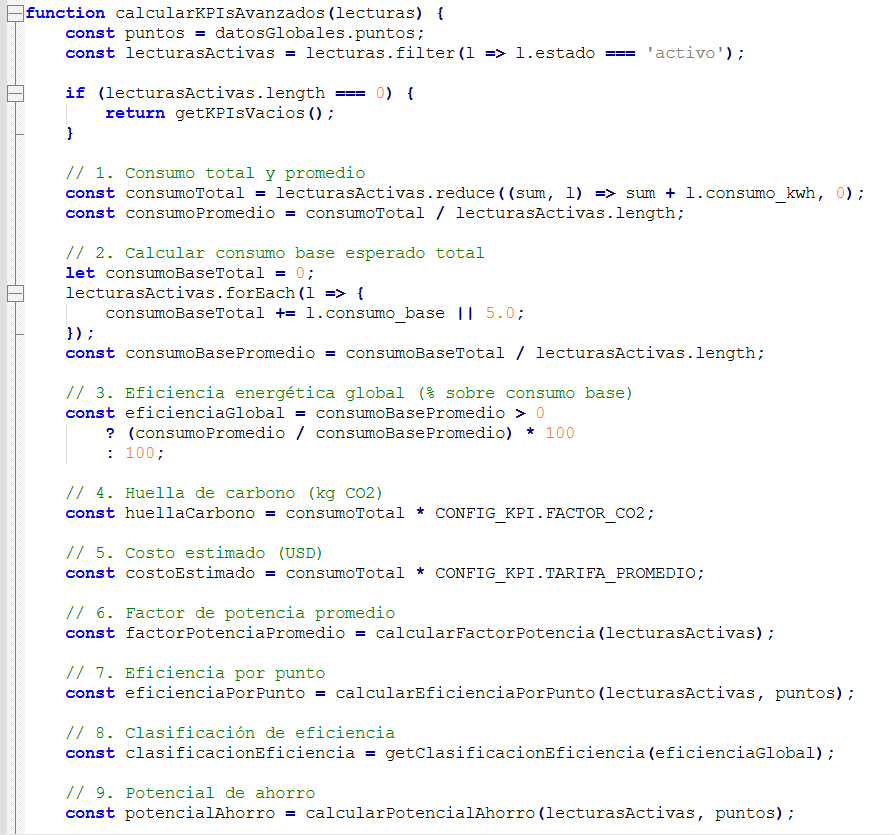 function calcularKPIsAvanzados(lecturas) {
    const puntos = datosGlobales.puntos;
    const lecturasActivas = lecturas.filter(l => l.estado === 'activo');

    if (lecturasActivas.length === 0) {
        return getKPIsVacios();
    }

    // 1. Consumo total y promedio
    const consumoTotal = lecturasActivas.reduce((sum, l) => sum + l.consumo_kwh, 0);
    const consumoPromedio = consumoTotal / lecturasActivas.length;

    // 2. Calcular consumo base esperado total
    let consumoBaseTotal = 0;
    lecturasActivas.forEach(l => {
        consumoBaseTotal += l.consumo_base || 5.0;
    });
    const consumoBasePromedio = consumoBaseTotal / lecturasActivas.length;

    // 3. Eficiencia energética global (% sobre consumo base)
    const eficienciaGlobal = consumoBasePromedio > 0
        ? (consumoPromedio / consumoBasePromedio) * 100
        : 100;

    // 4. Huella de carbono (kg CO2)
    const huellaCarbono = consumoTotal * CONFIG_KPI.FACTOR_CO2;

    // 5. Costo estimado (USD)
    const costoEstimado = consumoTotal * CONFIG_KPI.TARIFA_PROMEDIO;

    // 6. Factor de potencia promedio
    const factorPotenciaPromedio = calcularFactorPotencia(lecturasActivas);

    // 7. Eficiencia por punto
    const eficienciaPorPunto = calcularEficienciaPorPunto(lecturasActivas, puntos);

    // 8. Clasificación de eficiencia
    const clasificacionEficiencia = getClasificacionEficiencia(eficienciaGlobal);

    // 9. Potencial de ahorro
    const potencialAhorro = calcularPotencialAhorro(lecturasActivas, puntos);